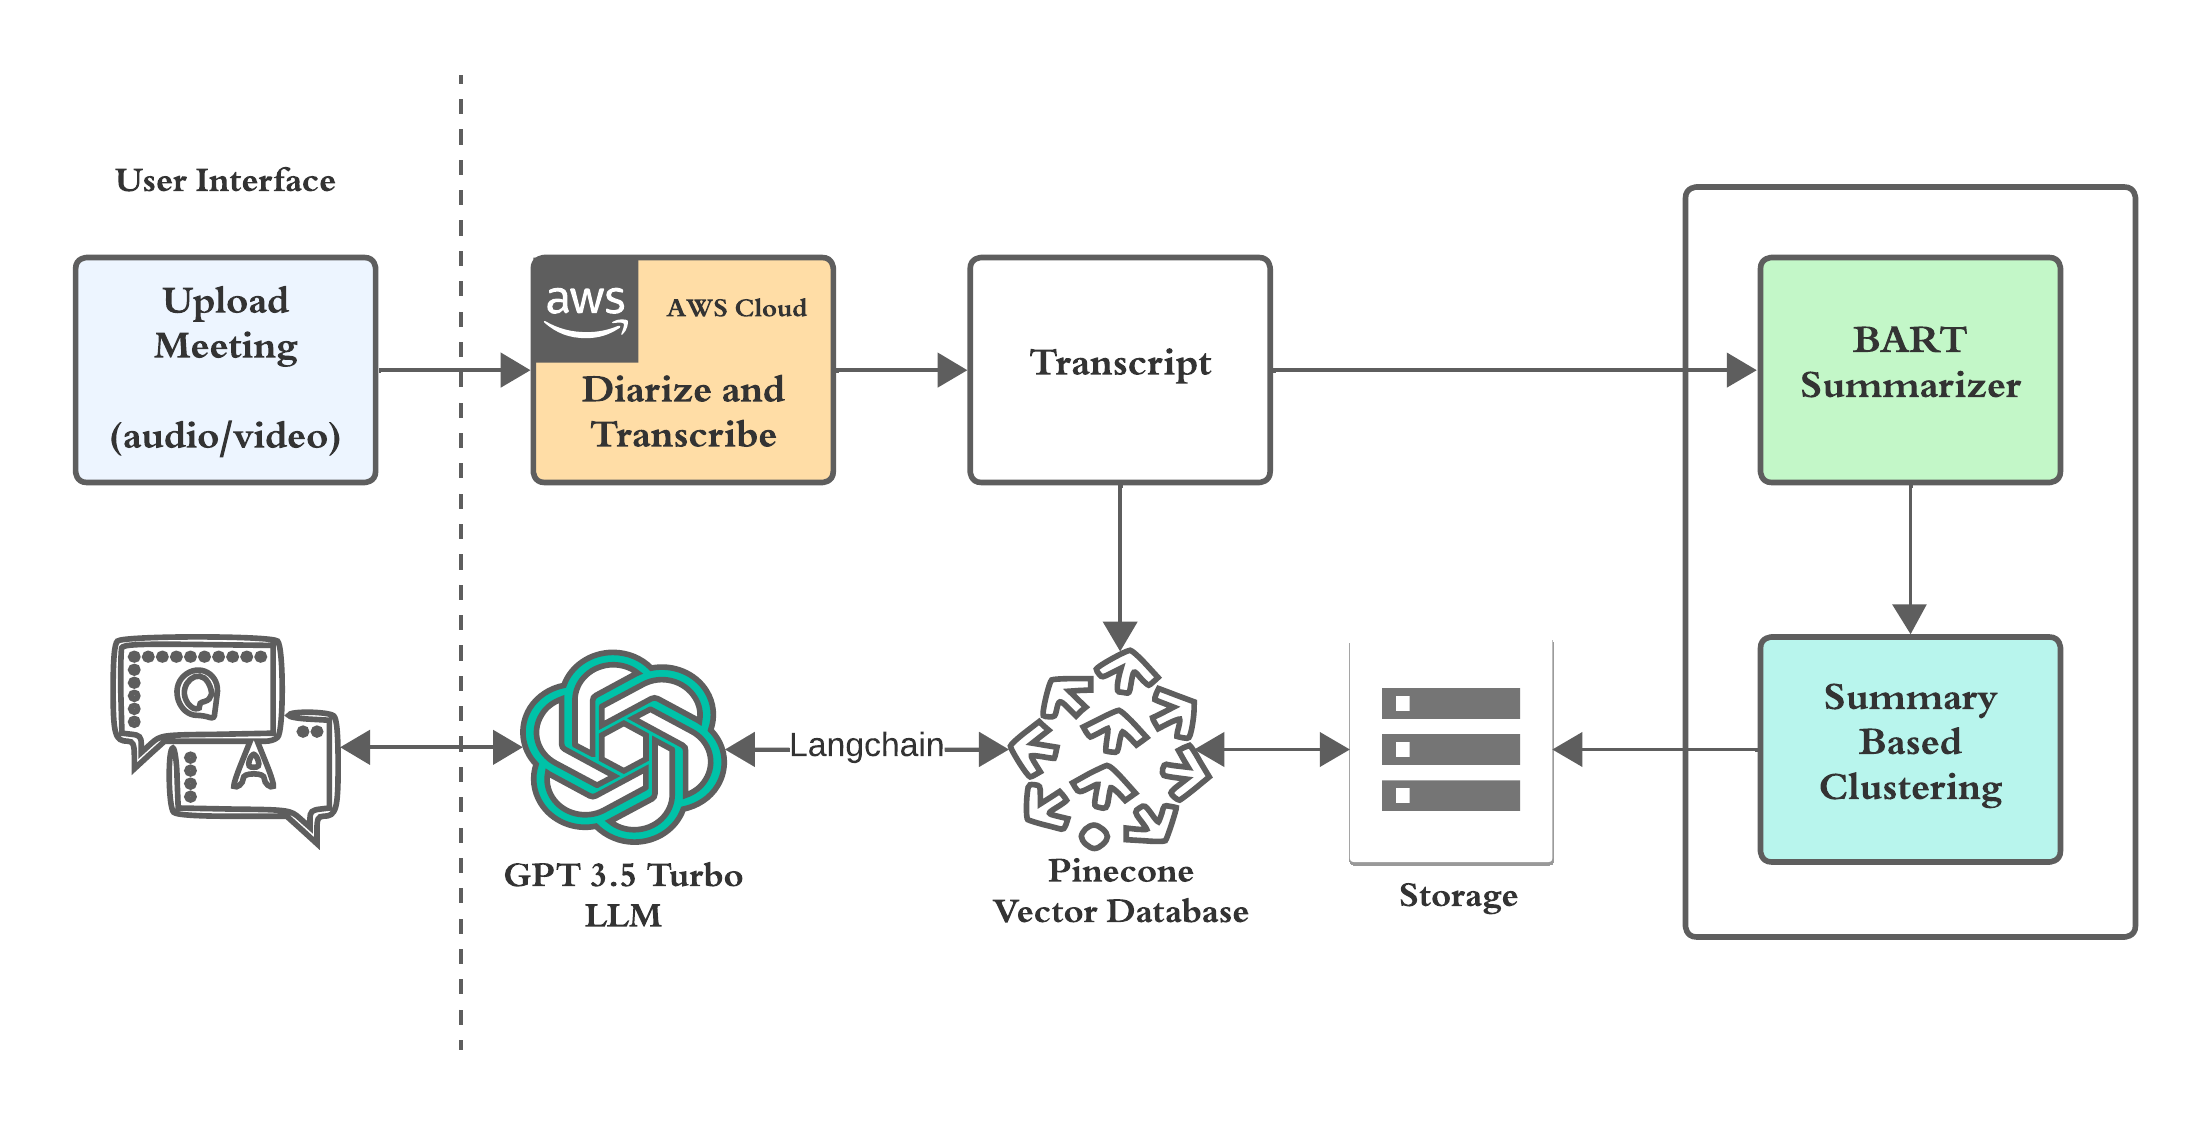 User Interface
Upload
Meeting
(audio/video)
aws
AWS Cloud
Diarize and
Transcribe
Transcript
BART
Summarizer
Q
A
GPT 3.5 Turbo
LLM
Langchain
Pinecone
Vector Database
Storage
Summary
Based
Clustering